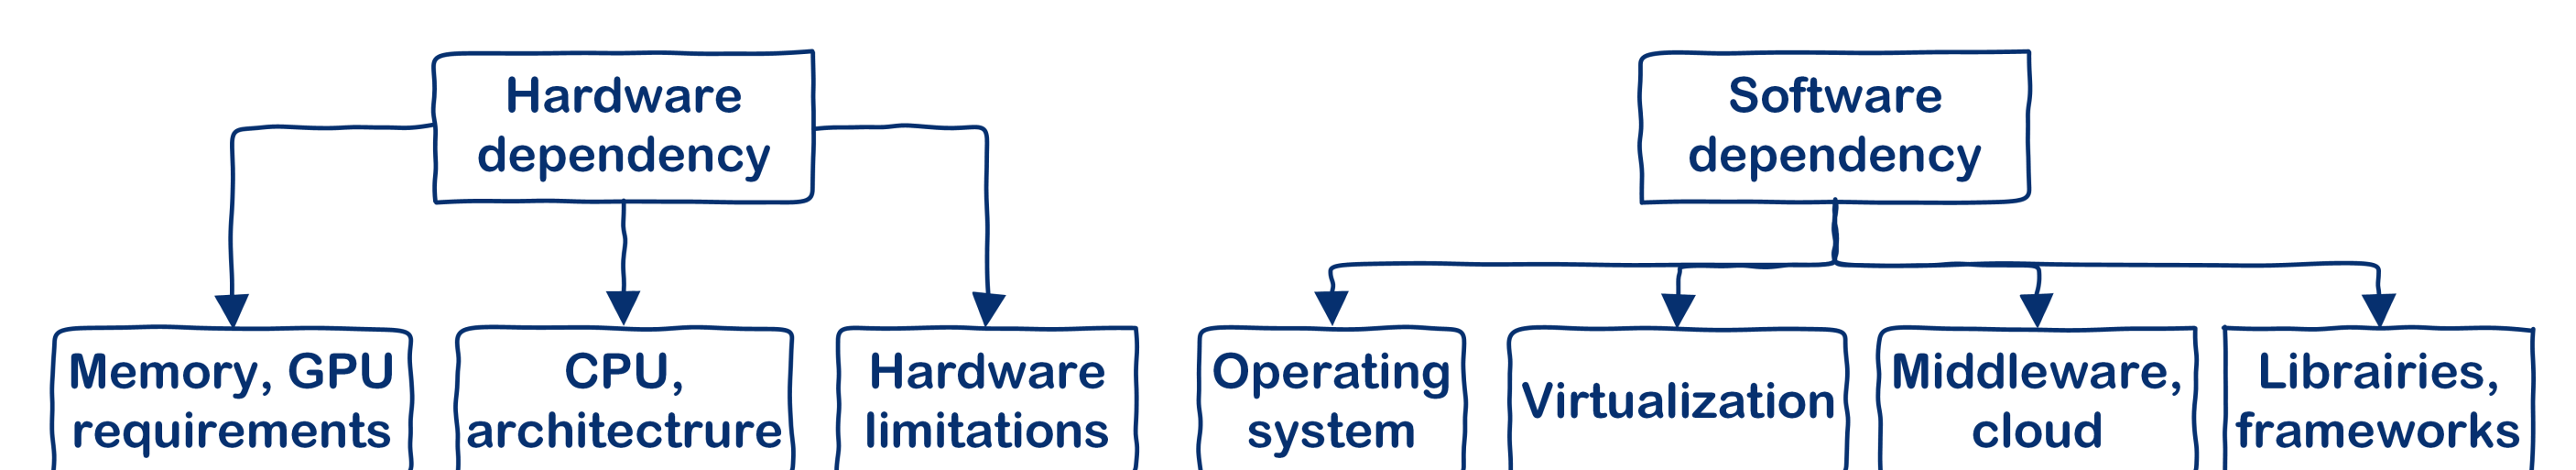 Hardware
dependency
Software
dependency
Memory, GPU
requirements
CPU,
architectrure
Hardware
limitations
Operating
system
Virtualization
Middleware,
cloud
Librairies,
frameworks